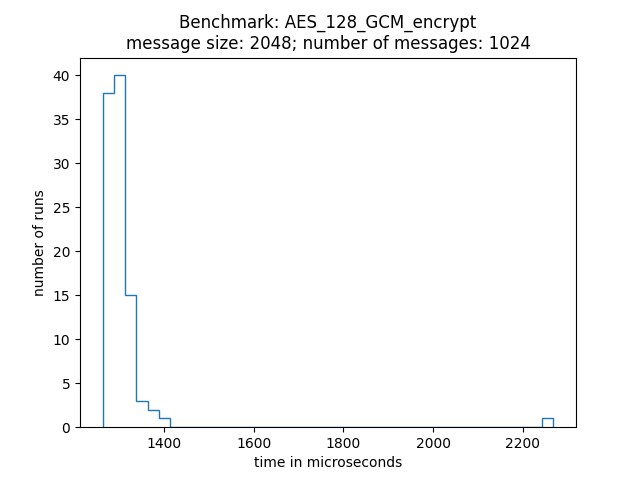 Benchmark: AES_128_GCM_encrypt
message size: 2048; number of messages: 1024
number of runs
40
35
30
25
20
15
10
5
0
1400 1600 1800 2000 2200
time in microseconds